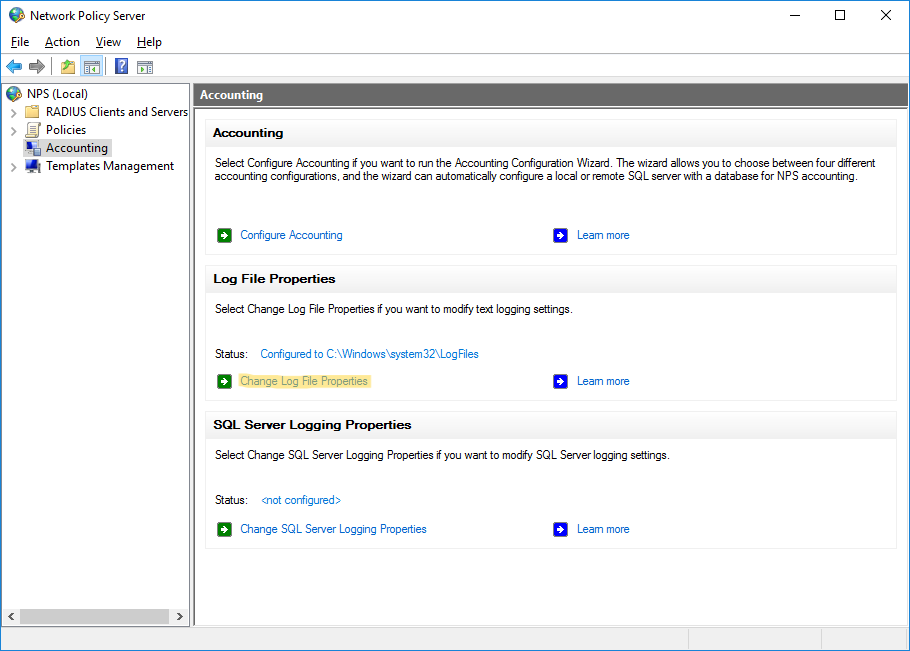 Network Policy Server
File Action View Help
NPS (Local)
RADIUS Clients and Servers
Policies
Accounting
Templates Management
Accounting
Accounting
Select Configure Accounting if you want to run the Accounting Configuration Wizard. The wizard allows you to choose between four different
accounting configurations, and the wizard can automatically configure a local or remote SQL server with a database for NPS accounting.
Configure Accounting Learn more
Log File Properties
Select Change Log File Properties if you want to modify text logging settings.
Status: Configured to C:\Windows\system32\LogFiles
Change Log File Properties Learn more
SQL Server Logging Properties
Select Change SQL Server Logging Properties if you want to modify SQL Server logging settings.
Status: <not configured>
Change SQL Server Logging Properties Learn more